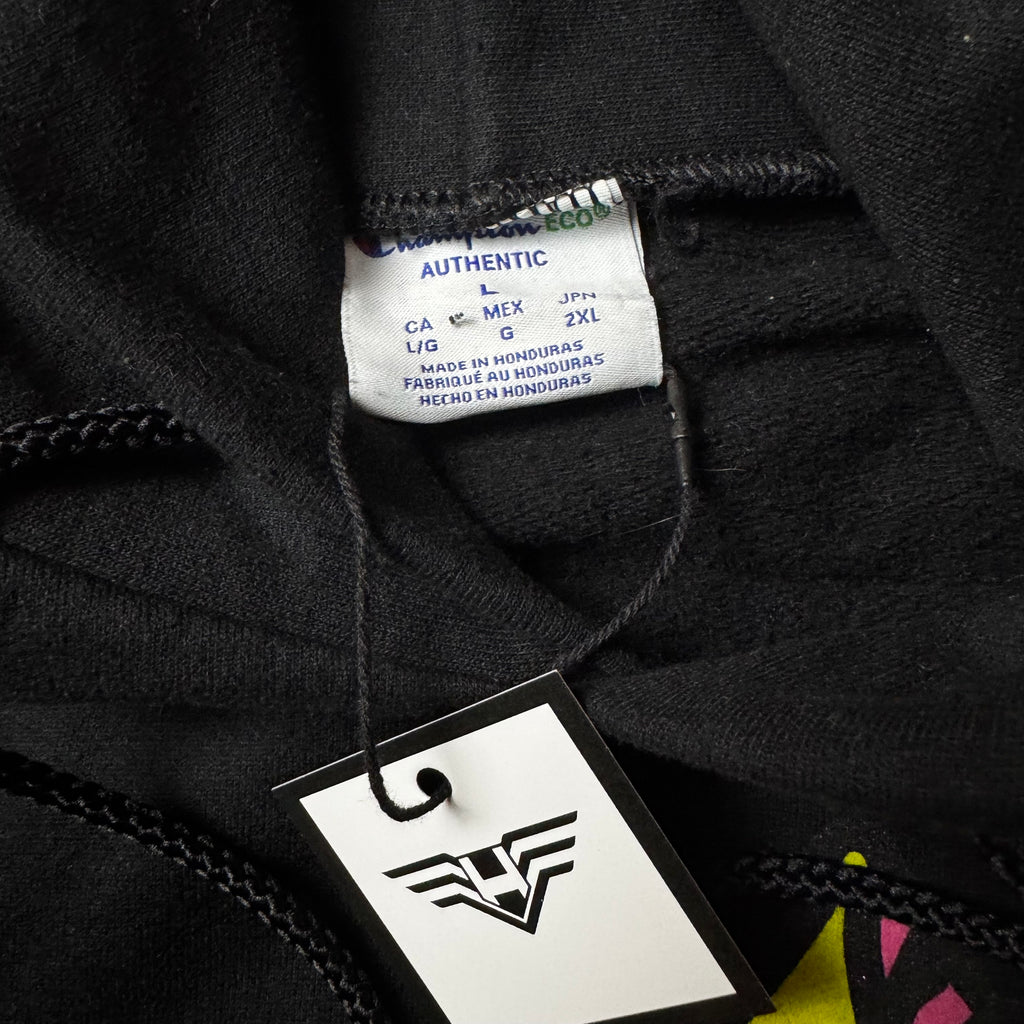 Champion ECO
AUTHENTIC
L
CA MEX JPN
L/G G 2XL
MADE IN HONDURAS
FABRIQUÉ AU HONDURAS
HECHO EN HONDURAS
H